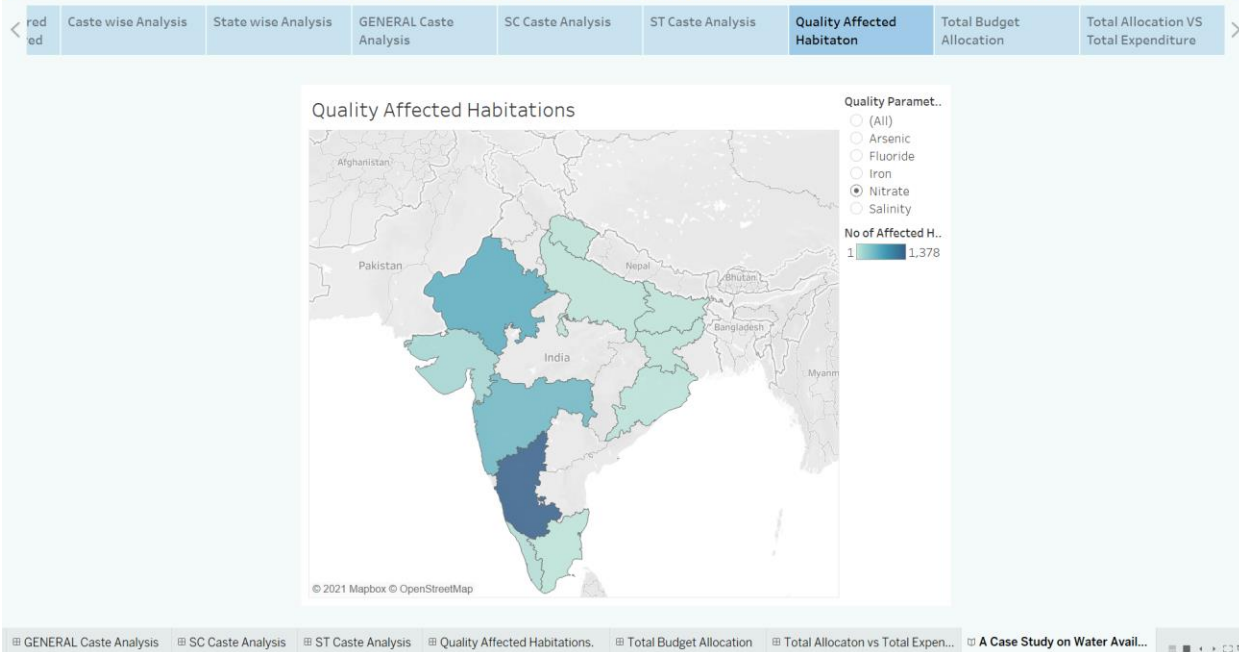 red
ed
Caste wise Analysis
State wise Analysis
GENERAL Caste
Analysis
SC Caste Analysis
ST Caste Analysis
Quality Affected
Habitaton
Total Budget
Allocation
Total Allocation VS
Total Expenditure
Quality Affected Habitations
Quality Paramet..
(All)
Arsenic
Fluoride
Iron
Nitrate
Salinity
No of Affected H..
1 1,378
Afghanistan
Pakistan
Nepal
Bhutan
Bangladesh
India
Myanm
© 2021 Mapbox © OpenStreetMap
GENERAL Caste Analysis
SC Caste Analysis
ST Caste Analysis
Quality Affected Habitations.
Total Budget Allocation
Total Allocaton vs Total Expen...
A Case Study on Water Avail...